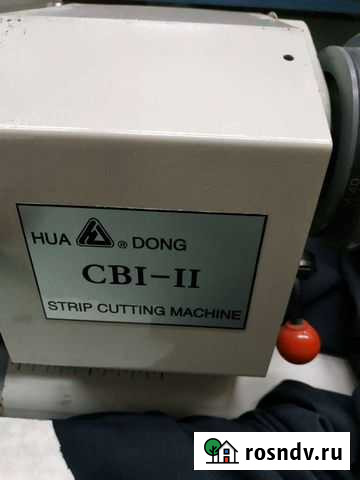 HUA ® DONG
CBI-II
STRIP CUTTING MACHINE
rosndv.ru